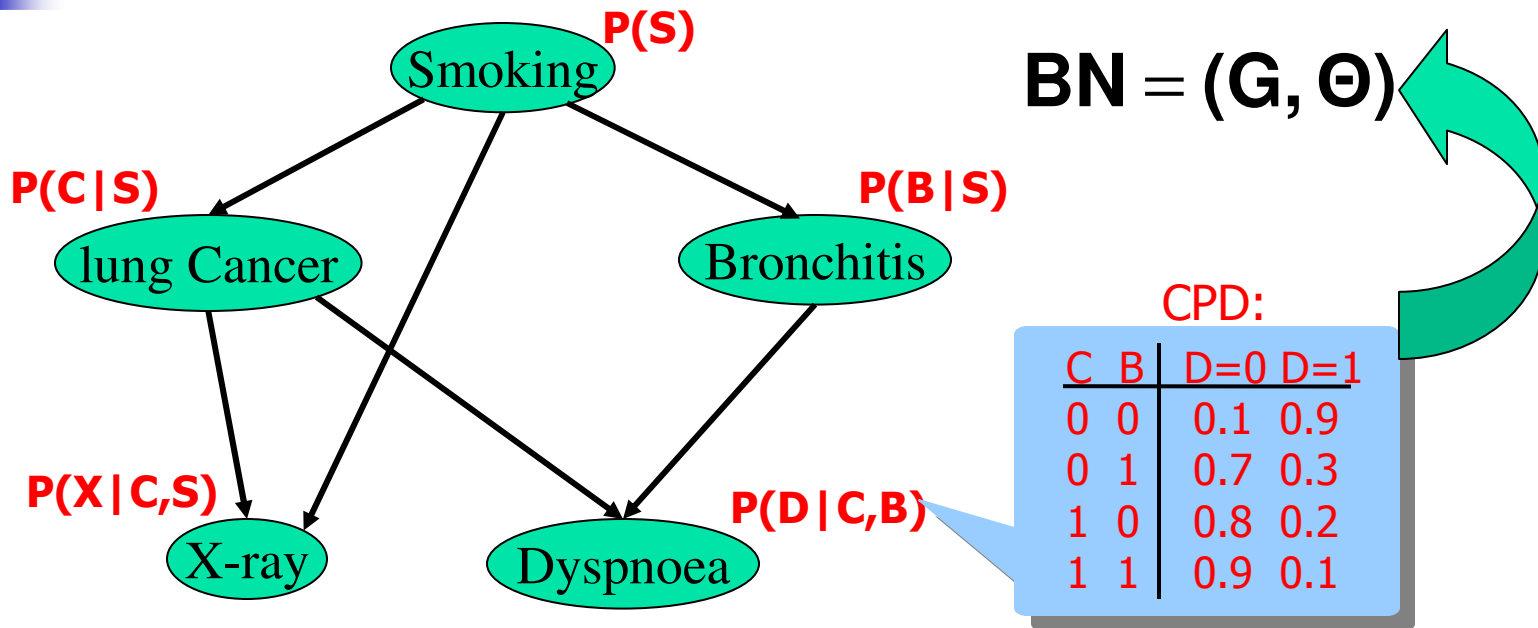 P(S)
Smoking
BN = (G, Θ)
P(C|S)
P(B|S)
lung Cancer
Bronchitis
CPD:
C B D=0 D=1
0 0 0.1 0.9
0 1 0.7 0.3
1 0 0.8 0.2
1 1 0.9 0.1
P(X|C,S)
P(D|C,B)
X-ray
Dyspnoea